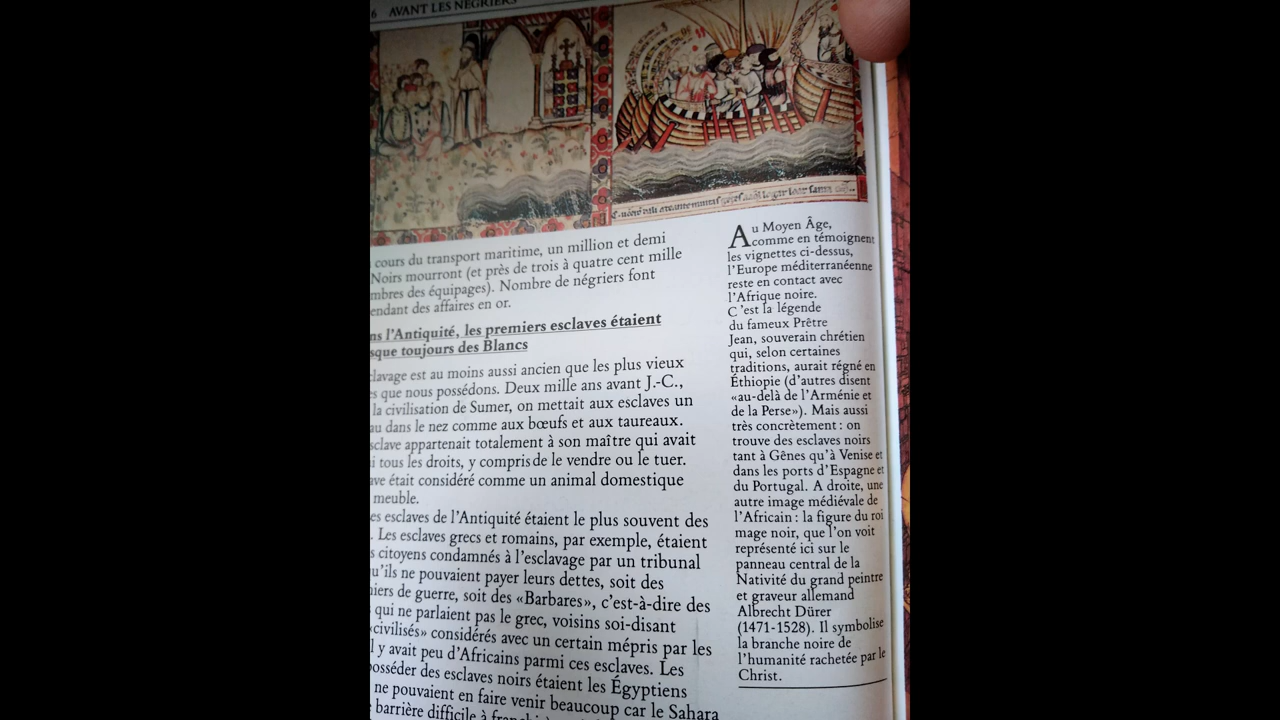 6 AVANT LES NÉGRIERS
cours du transport maritime, un million et demi
Noirs mourront (et près de trois à quatre cent mille
mbres des équipages). Nombre de négriers font
endant des affaires en or.
ns l'Antiquité, les premiers esclaves étaient
sque toujours des Blancs
clavage est au moins aussi ancien que les plus vieux
es que nous possédons. Deux mille ans avant J.-C.,
la civilisation de Sumer, on mettait aux esclaves un
au dans le nez comme aux bœufs et aux taureaux.
sclave appartenait totalement à son maître qui avait
i tous les droits, y compris de le vendre ou le tuer.
ave était considéré comme un animal domestique
meuble.
es esclaves de l'Antiquité étaient le plus souvent des
. Les esclaves grecs et romains, par exemple, étaient
s citoyens condamnés à l'esclavage par un tribunal
u'ils ne pouvaient payer leurs dettes, soit des
niers de guerre, soit des «Barbares», c'est-à-dire des
qui ne parlaient pas le grec, voisins soi-disant
«civilisés» considérés avec un certain mépris par les
l y avait peu d'Africains parmi ces esclaves. Les
posséder des esclaves noirs étaient les Égyptiens
ne pouvaient en faire venir beaucoup car le Sahara
barrière difficile à
Au Moyen Âge,
comme en témoignent
les vignettes ci-dessus,
l'Europe méditerranéenne
reste en contact avec
l'Afrique noire.
C'est la légende
du fameux Prêtre
Jean, souverain chrétien
qui, selon certaines
traditions, aurait régné en
Éthiopie (d'autres disent
«au-delà de l'Arménie et
de la Perse»). Mais aussi
très concrètement : on
trouve des esclaves noirs
tant à Gênes qu'à Venise et
dans les ports d'Espagne et
du Portugal. A droite, une
autre image médiévale de
l'Africain : la figure du roi
mage noir, que l'on voit
représenté ici sur le
panneau central de la
Nativité du grand peintre
et graveur allemand
Albrecht Dürer
(1471-1528). Il symbolise
la branche noire de
l'humanité rachetée par le
Christ.